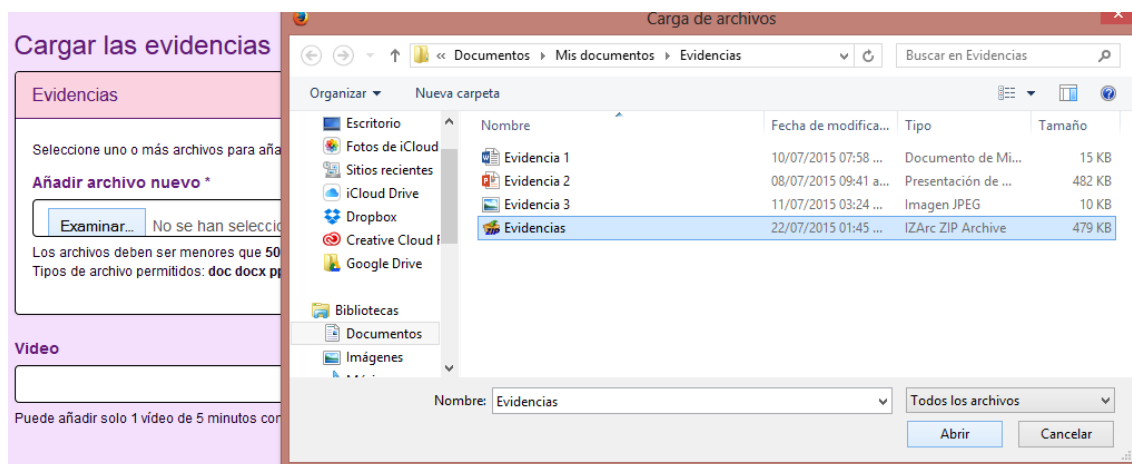 Carga de archivos
Cargar las evidencias
« Documentos Mis documentos Evidencias
Buscar en Evidencias
Evidencias
Organizar Nueva carpeta
Escritorio
Fotos de iCloud
Sitios recientes
iCloud Drive
Dropbox
Creative Cloud F
Google Drive
Bibliotecas
Documentos
Imágenes
Nombre Fecha de modifica... Tipo Tamaño
Evidencia 1 10/07/2015 07:58 ... Documento de Mi... 15 KB
Evidencia 2 08/07/2015 09:41 a... Presentación de ... 482 KB
Evidencia 3 11/07/2015 03:24 ... Imagen JPEG 10 KB
Evidencias 22/07/2015 01:45 ... IZArc ZIP Archive 479 KB
Seleccione uno o más archivos para aña
Añadir archivo nuevo *
Examinar... No se han seleccio
Los archivos deben ser menores que 50
Tipos de archivo permitidos: doc docx pp
Video
Puede añadir solo 1 vídeo de 5 minutos con
Nombre: Evidencias
Todos los archivos
Abrir Cancelar